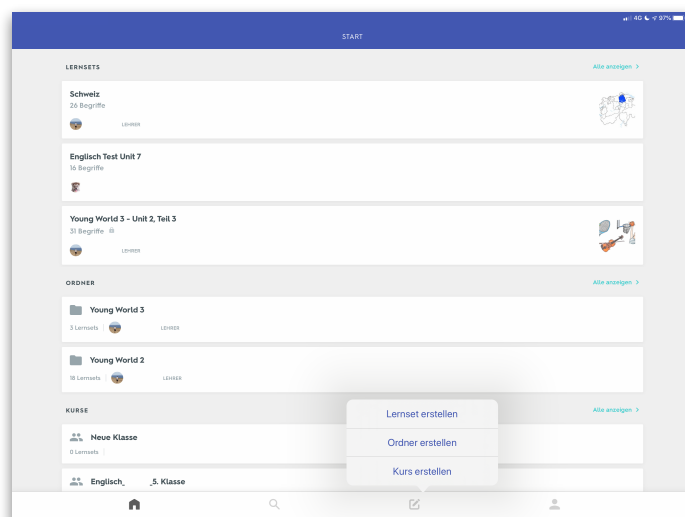 4G 97%
START
LERNSETS
Alle anzeigen >
Schweiz
26 Begriffe
LEHRER
Englisch Test Unit 7
16 Begriffe
Young World 3 - Unit 2, Teil 3
31 Begriffe
LEHRER
ORDNER
Alle anzeigen >
Young World 3
3 Lernsets
LEHRER
Young World 2
18 Lernsets
LEHRER
KURSE
Alle anzeigen >
Neue Klasse
0 Lernsets
Englisch_ _5. Klasse
Lernset erstellen
Ordner erstellen
Kurs erstellen